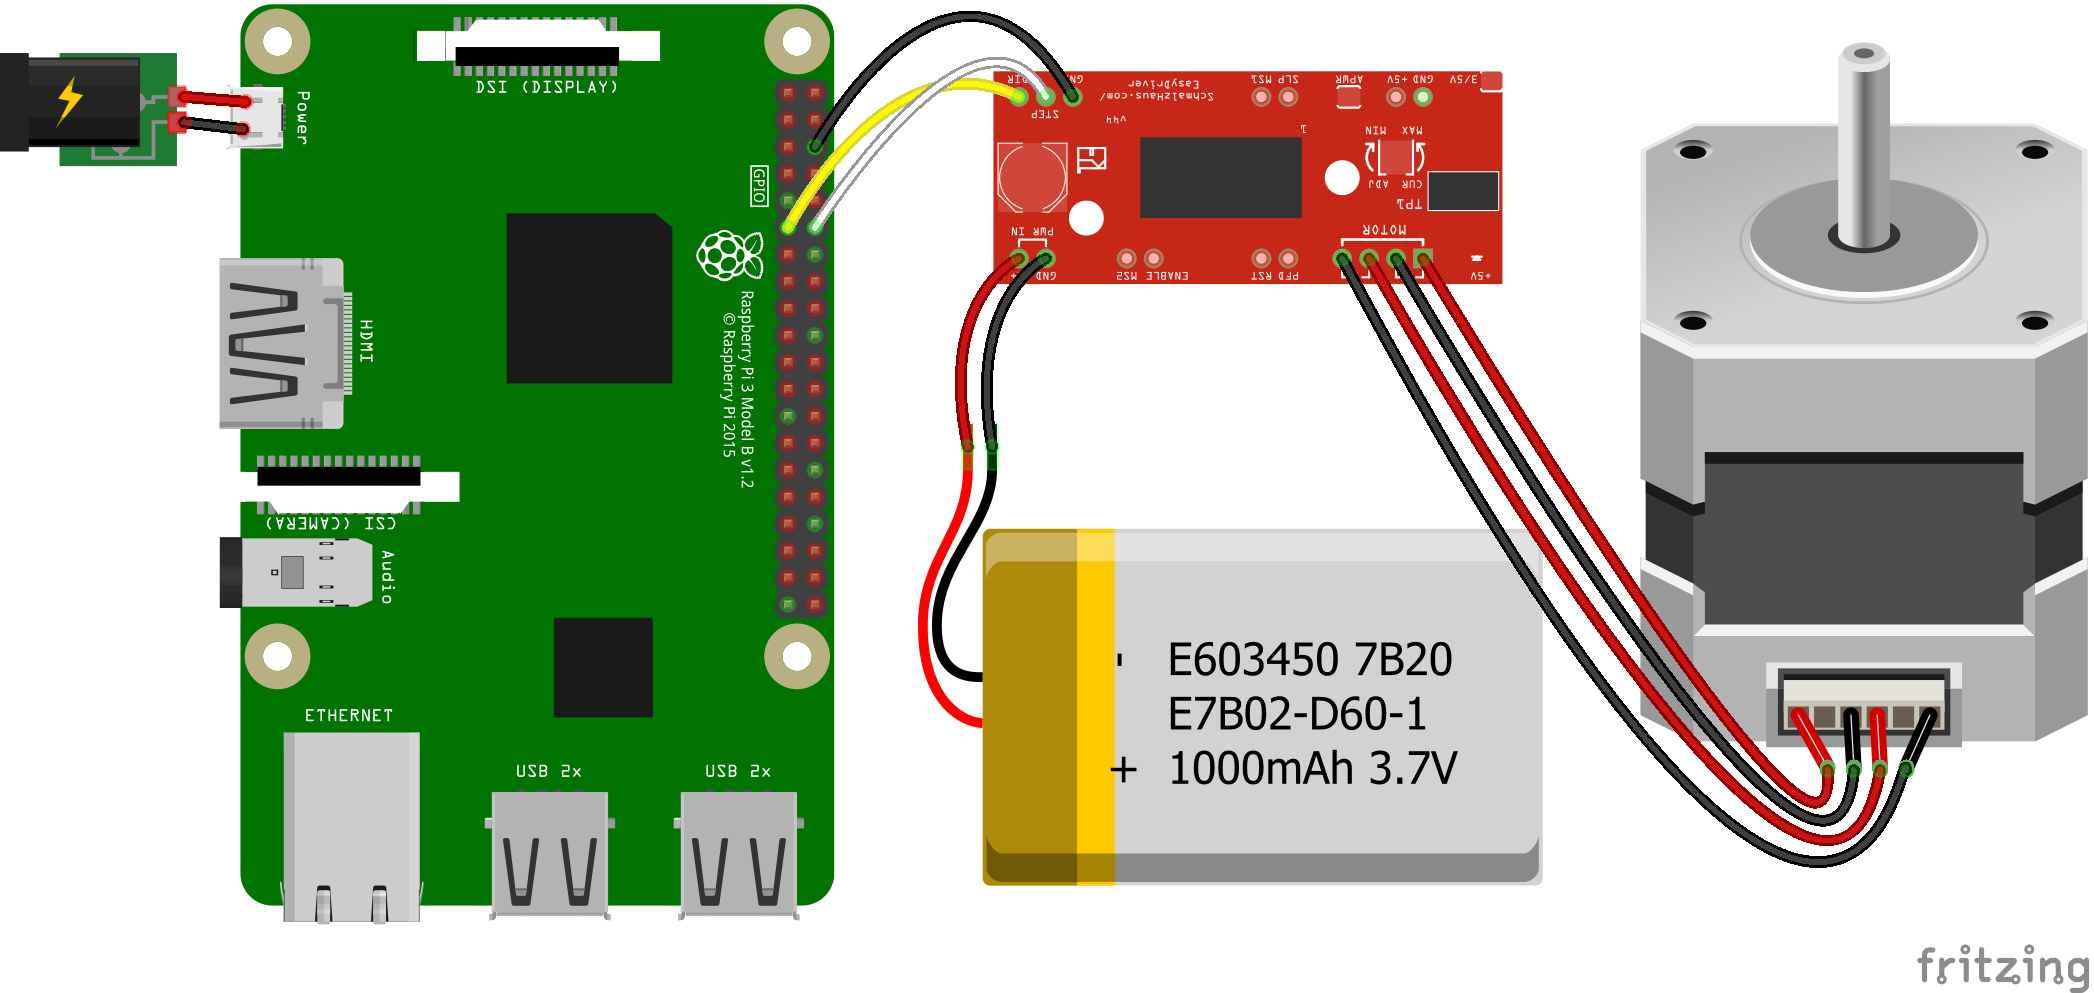 DSI (DISPLAY)
Power
GPIO
HDMI
Raspberry Pi 3 Model B v1.2
© Raspberry Pi 2015
CSI (CAMERA)
Audio
ETHERNET
USB 2x
USB 2x
DIR
STEP
GND
SchmalzHaus.com/
EasyDriver
v44
MS1 SLP
APWR
+5V GND
3/5V
1
MIN MAX
ADJ CUR
TP1
PWR IN
+ GND
MS2 ENABLE
RST PFD
MOTOR
+5V
- E603450 7B20
E7B02-D60-1
+ 1000mAh 3.7V
fritzing